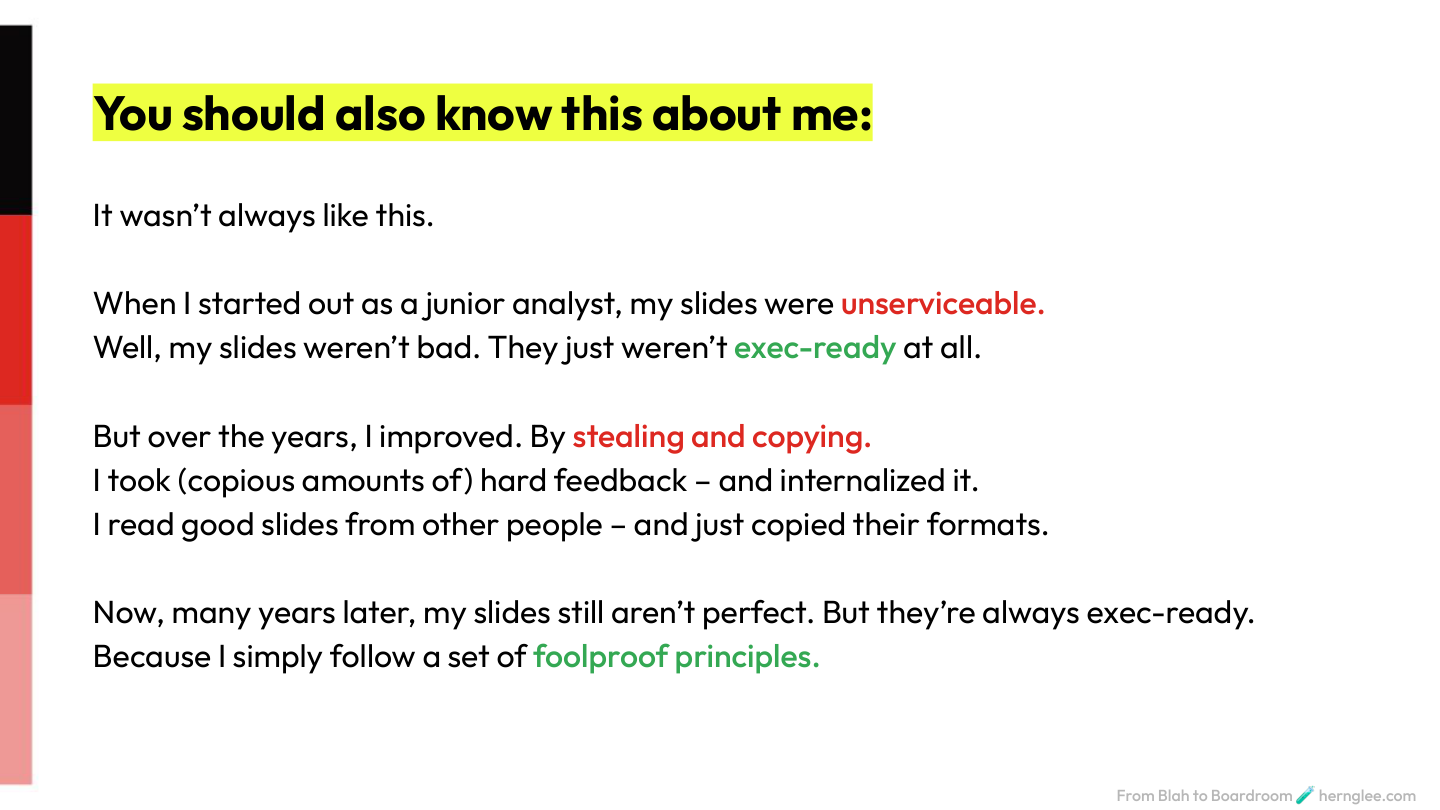 You should also know this about me:
It wasn’t always like this.
When I started out as a junior analyst, my slides were unserviceable.
Well, my slides weren’t bad. They just weren’t exec-ready at all.
But over the years, I improved. By stealing and copying.
I took (copious amounts of) hard feedback – and internalized it.
I read good slides from other people – and just copied their formats.
Now, many years later, my slides still aren’t perfect. But they’re always exec-ready.
Because I simply follow a set of foolproof principles.
From Blah to Boardroom 🧪 hernglee.com